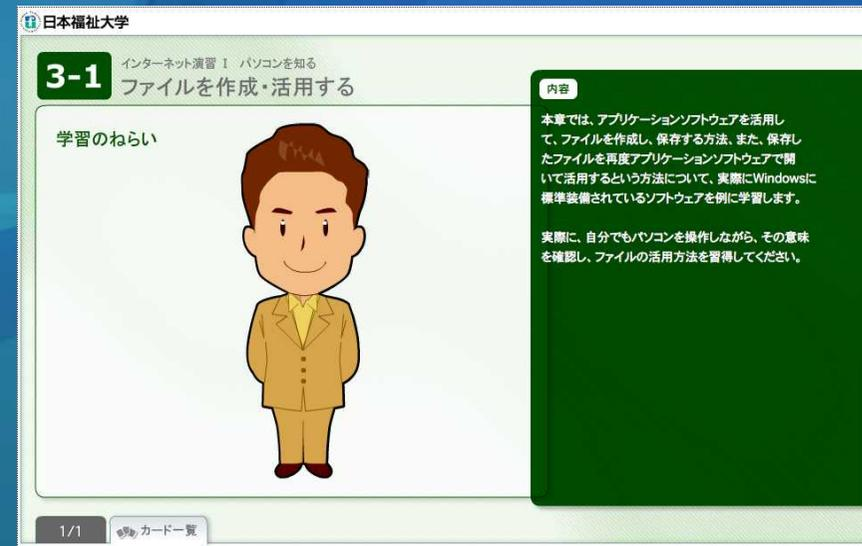 日本福祉大学
3-1
インターネット演習 I パソコンを知る
ファイルを作成・活用する
学習のねらい
内容
本章では、アプリケーションソフトウェアを活用し
て、ファイルを作成し、保存する方法、また、保存し
たファイルを再度アプリケーションソフトウェアで開
いて活用するという方法について、実際にWindowsに
標準装備されているソフトウェアを例に学習します。
実際に、自分でもパソコンを操作しながら、その意味
を確認し、ファイルの活用方法を習得してください。
1/1
カード一覧